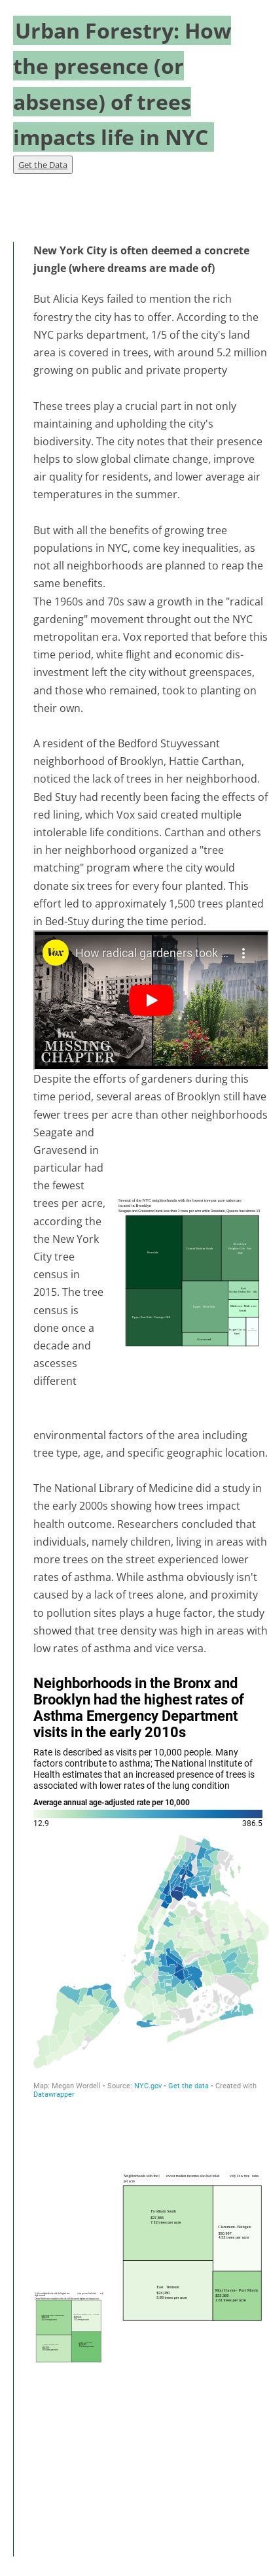 Urban Forestry: How
the presence (or
absense) of trees
impacts life in NYC
Get the Data
New York City is often deemed a concrete
jungle (where dreams are made of)
But Alicia Keys failed to mention the rich
forestry the city has to offer. According to the
NYC parks department, 1/5 of the city's land
area is covered in trees, with around 5.2 million
growing on public and private property
These trees play a crucial part in not only
maintaining and upholding the city's
biodiversity. The city notes that their presence
helps to slow global climate change, improve
air quality for residents, and lower average air
temperatures in the summer.
But with all the benefits of growing tree
populations in NYC, come key inequalities, as
not all neighborhoods are planned to reap the
same benefits.
The 1960s and 70s saw a growth in the "radical
gardening" movement throught out the NYC
metropolitan era. Vox reported that before this
time period, white flight and economic dis-
investment left the city without greenspaces,
and those who remained, took to planting on
their own.
A resident of the Bedford Stuyvessant
neighborhood of Brooklyn, Hattie Carthan,
noticed the lack of trees in her neighborhood.
Bed Stuy had recently been facing the effects of
red lining, which Vox said created multiple
intolerable life conditions. Carthan and others
in her neighborhood organized a "tree
matching" program where the city would
donate six trees for every four planted. This
effort led to approximately 1,500 trees planted
in Bed-Stuy during the time period.
Vox
How radical gardeners took ...
Vox
MISSING
CHAPTER
Despite the efforts of gardeners during this
time period, several areas of Brooklyn still have
fewer trees per acre than other neighborhoods
Seagate and
Gravesend in
particular had
the fewest
trees per acre,
according the
the New York
City tree
census in
2015. The tree
census is
done once a
decade and
ascesses
different
Several of the NYC neighborhoods with the fewest tree per acre ratios are
located in Brooklyn
environmental factors of the area including
tree type, age, and specific geographic location.
The National Library of Medicine did a study in
the early 2000s showing how trees impact
health outcome. Researchers concluded that
individuals, namely children, living in areas with
more trees on the street experienced lower
rates of asthma. While asthma obviously isn't
caused by a lack of trees alone, and proximity
to pollution sites plays a huge factor, the study
showed that tree density was high in areas with
low rates of asthma and vice versa.
Neighborhoods in the Bronx and
Brooklyn had the highest rates of
Asthma Emergency Department
visits in the early 2010s
Rate is described as visits per 10,000 people. Many
factors contribute to asthma; The National Institute of
Health estimates that an increased presence of trees is
associated with lower rates of the lung condition
Average annual age-adjusted rate per 10,000
12.9 386.5
Map: Megan Wordell • Source: NYC.gov • Get the data • Created with
Datawrapper